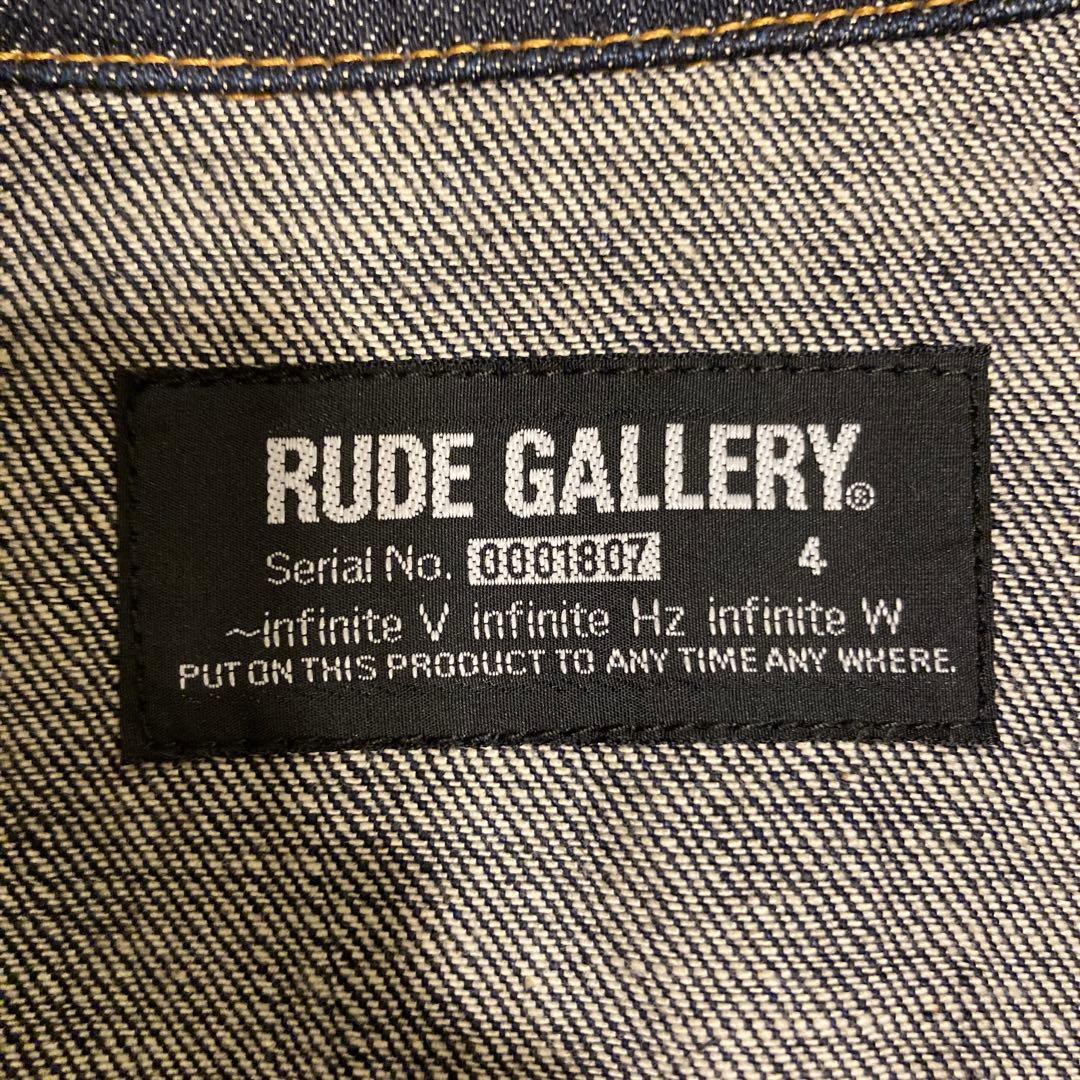 RUDE GALLERY®
Serial No. 0001807 4
~infinite V infinite Hz infinite W
PUT ON THIS PRODUCT TO ANY TIME ANY WHERE.